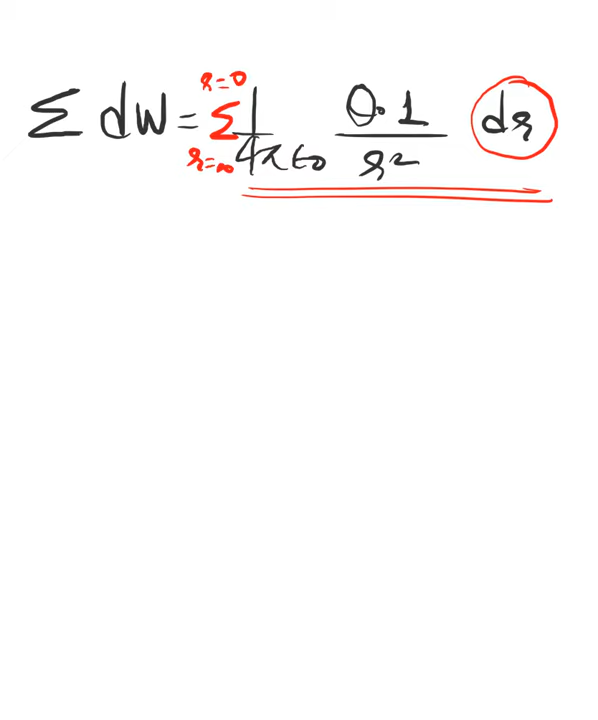 r=0
Σ dW = Σ 1/4πε0 Q.1/r2 dr
r=∞